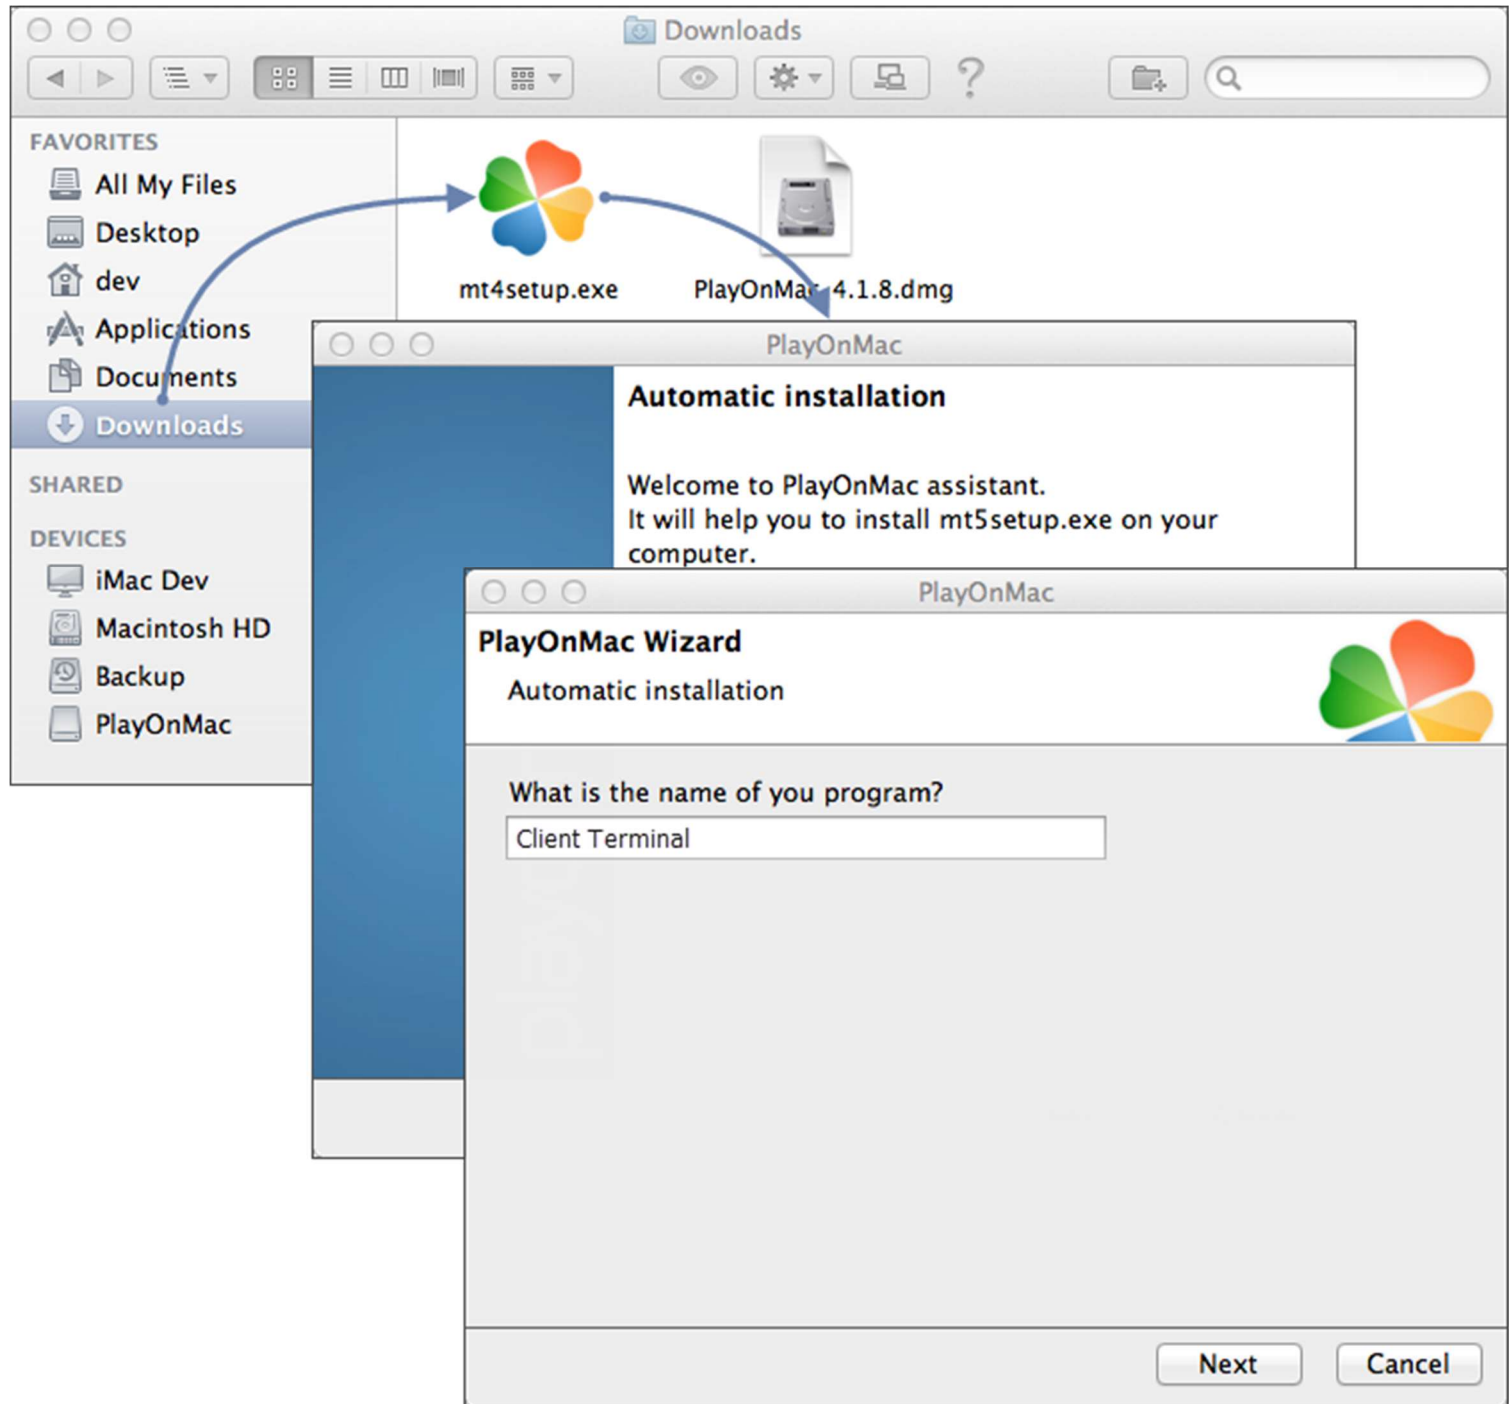 Downloads
FAVORITES
All My Files
Desktop
dev
Applications
Documents
Downloads
SHARED
DEVICES
iMac Dev
Macintosh HD
Backup
PlayOnMac
mt4setup.exe
PlayOnMac_4.1.8.dmg
PlayOnMac
Automatic installation
Welcome to PlayOnMac assistant.
It will help you to install mt5setup.exe on your
computer.
PlayOnMac
PlayOnMac Wizard
Automatic installation
What is the name of you program?
Client Terminal
Next
Cancel